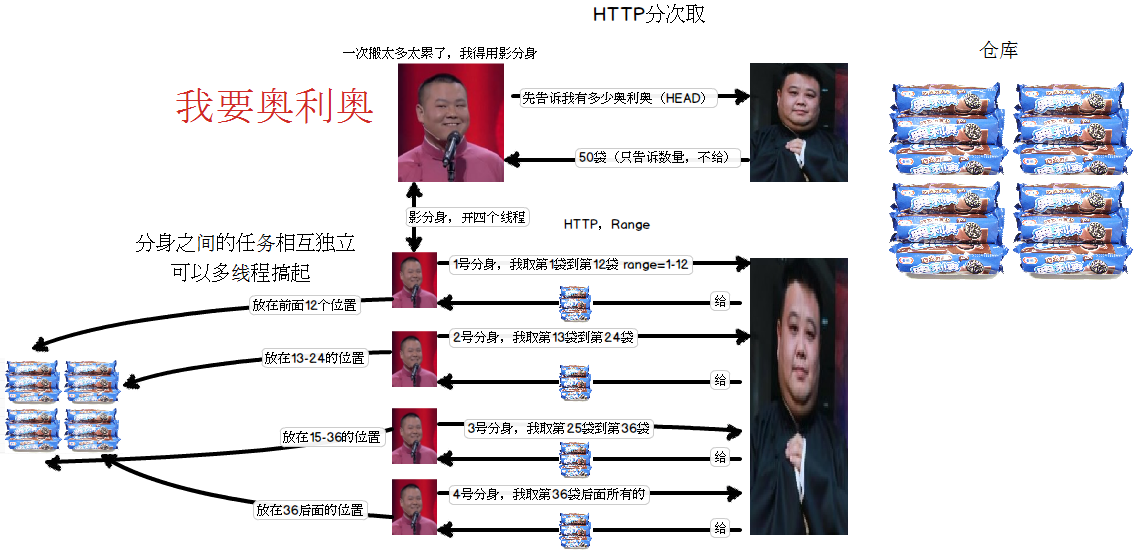 HTTP分次取
一次搬太多太累了，我得用影分身
仓库
我要奥利奥
先告诉我有多少奥利奥（HEAD）
50袋（只告诉数量，不给）
影分身，开四个线程
HTTP，Range
分身之间的任务相互独立
可以多线程搞起
1号分身，我取第1袋到第12袋 range=1-12
放在前面12个位置
给
2号分身，我取第13袋到第24袋
放在13-24的位置
给
3号分身，我取第25袋到第36袋
放在15-36的位置
给
4号分身，我取第36袋后面所有的
放在36后面的位置
给